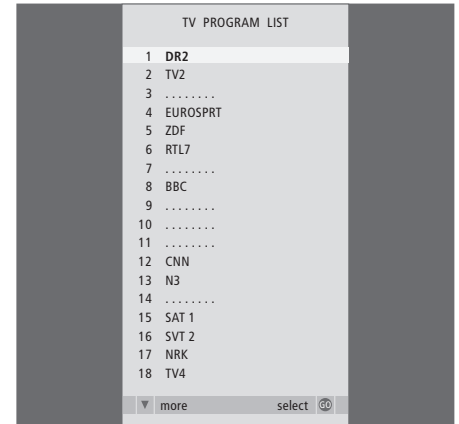 TV PROGRAM LIST
1 DR2
2 TV2
3 . . . . . . . .
4 EUROSPRT
5 ZDF
6 RTL7
7 . . . . . . . .
8 BBC
9 . . . . . . . .
10 . . . . . . . .
11 . . . . . . . .
12 CNN
13 N3
14 . . . . . . . .
15 SAT 1
16 SVT 2
17 NRK
18 TV4
▼ more select GO